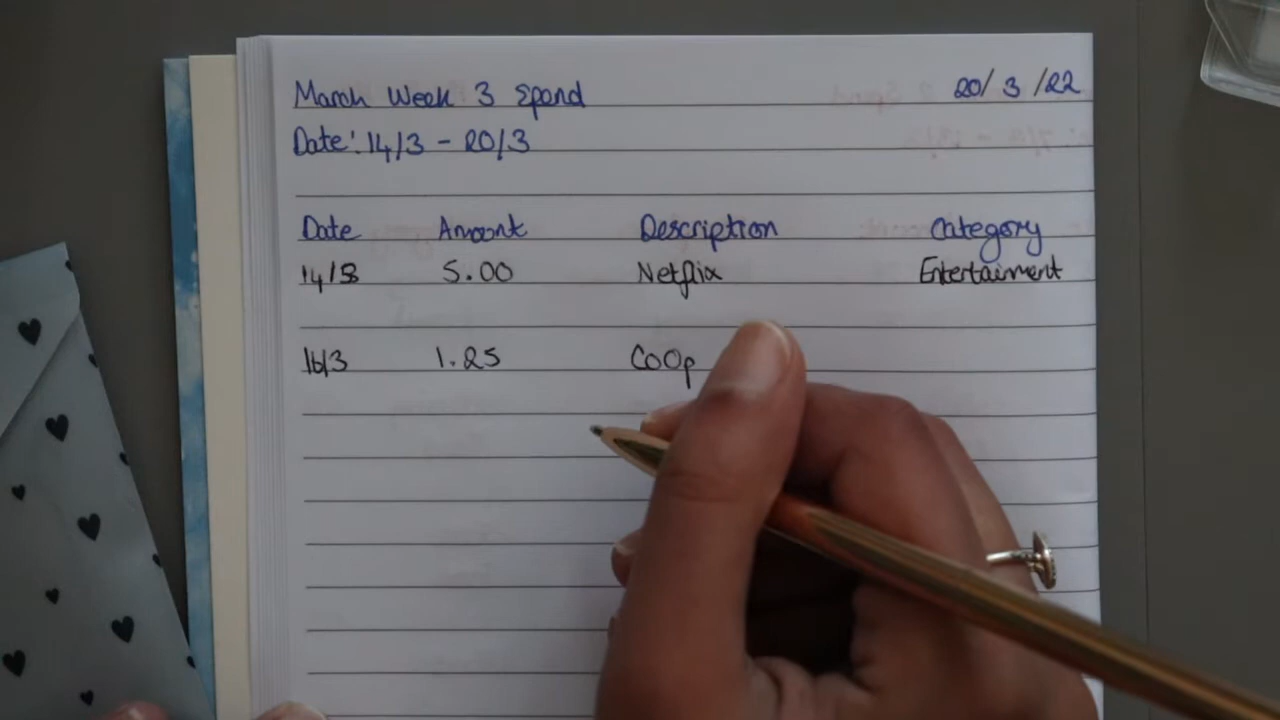 March Week 3 Spend 20/3/22
Date: 14/3 - 20/3
Date Amount Description Category
14/3 5.00 Netflix Entertaiment
16/3 1.25 CoOp